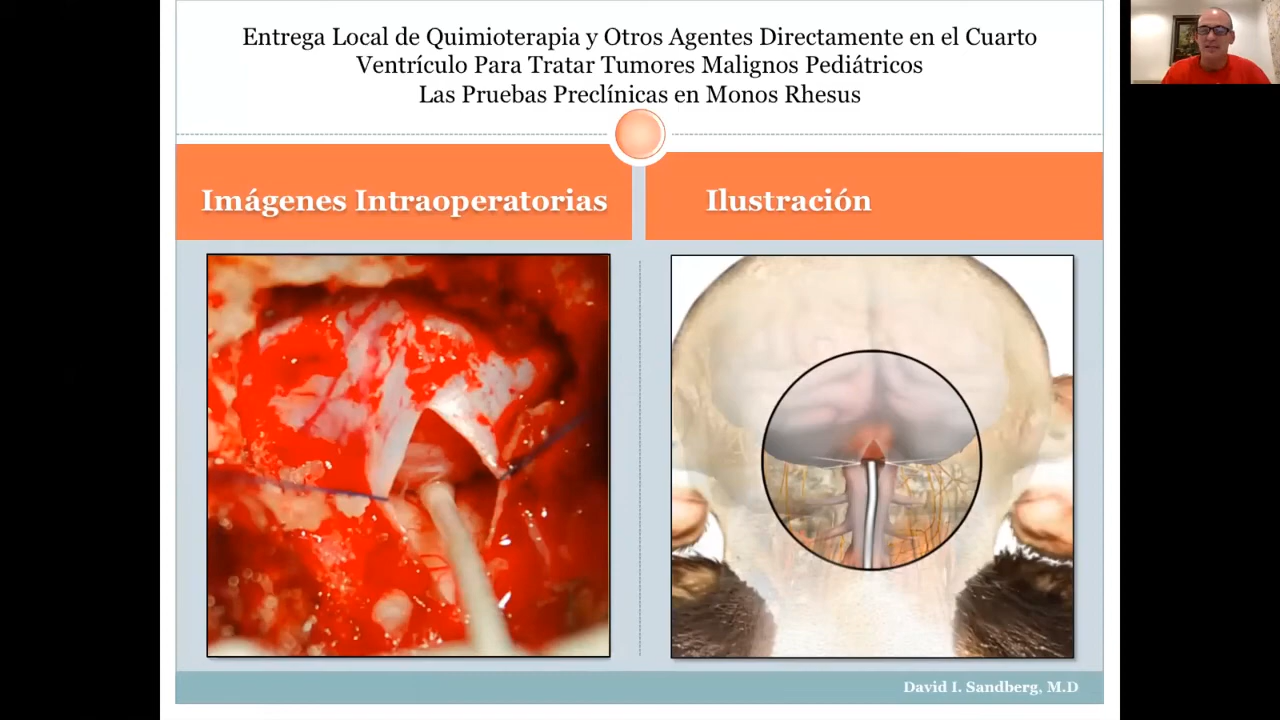 Entrega Local de Quimioterapia y Otros Agentes Directamente en el Cuarto
Ventrículo Para Tratar Tumores Malignos Pediátricos
Las Pruebas Preclínicas en Monos Rhesus
Imágenes Intraoperatorias
Ilustración
David I. Sandberg, M.D